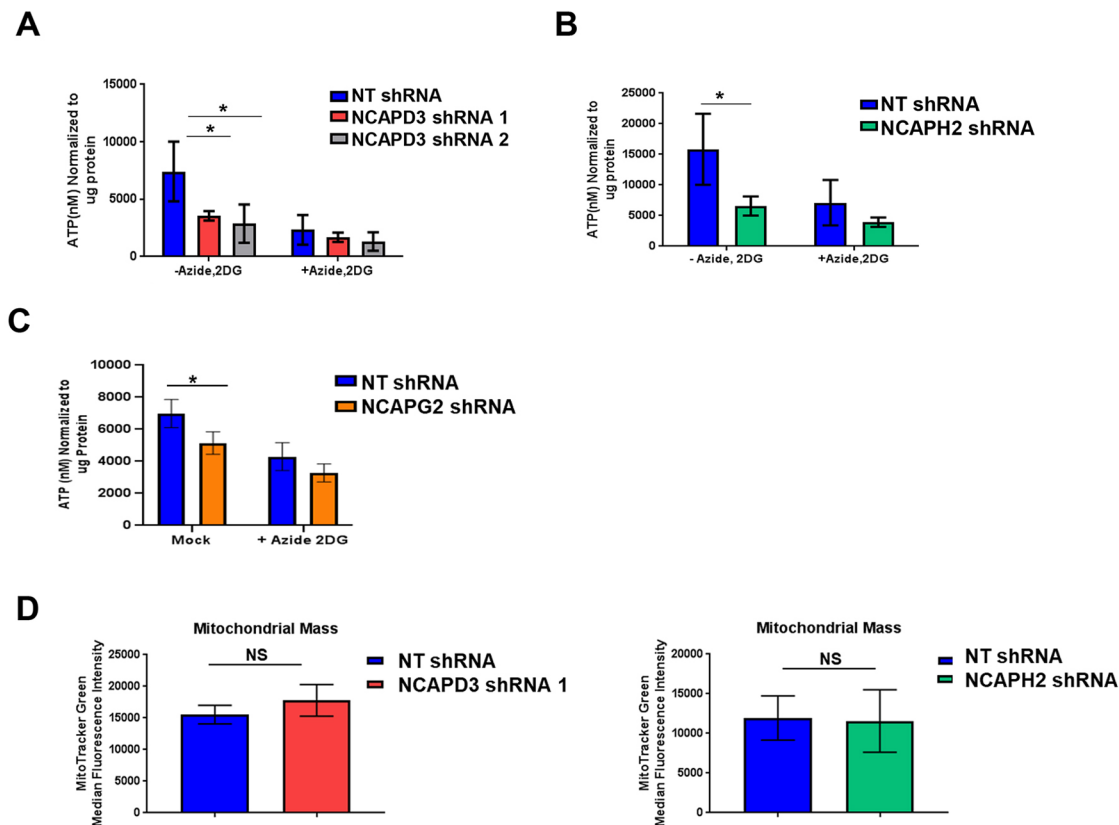 A
ATP(nM) Normalized to
ug protein
15000
10000
5000
0
*
*
NT shRNA
NCAPD3 shRNA 1
NCAPD3 shRNA 2
-Azide,2DG
+Azide,2DG
B
ATP(nM) Normalized to
ug protein
25000
20000
15000
10000
5000
0
*
NT shRNA
NCAPH2 shRNA
- Azide, 2DG
+Azide,2DG
C
ATP (nM) Normalized to
ug Protein
10000
8000
6000
4000
2000
0
*
NT shRNA
NCAPG2 shRNA
Mock
+ Azide 2DG
D
Mitochondrial Mass
MitoTracker Green
Median Fluorescence Intensity
25000
20000
15000
10000
5000
0
NS
NT shRNA
NCAPD3 shRNA 1
Mitochondrial Mass
MitoTracker Green
Median Fluorescence Intensity
20000
15000
10000
5000
0
NS
NT shRNA
NCAPH2 shRNA